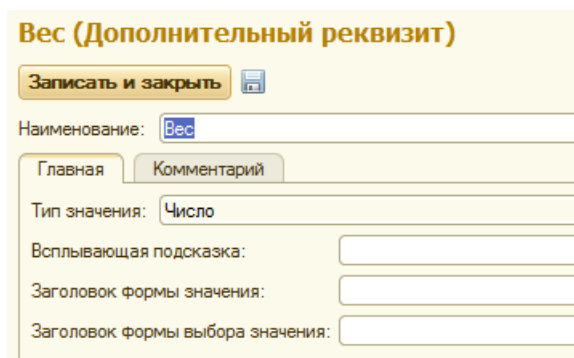 Вес (Дополнительный реквизит)
Записать и закрыть
Наименование: Вес
Главная Комментарий
Тип значения: Число
Всплывающая подсказка:
Заголовок формы значения:
Заголовок формы выбора значения: